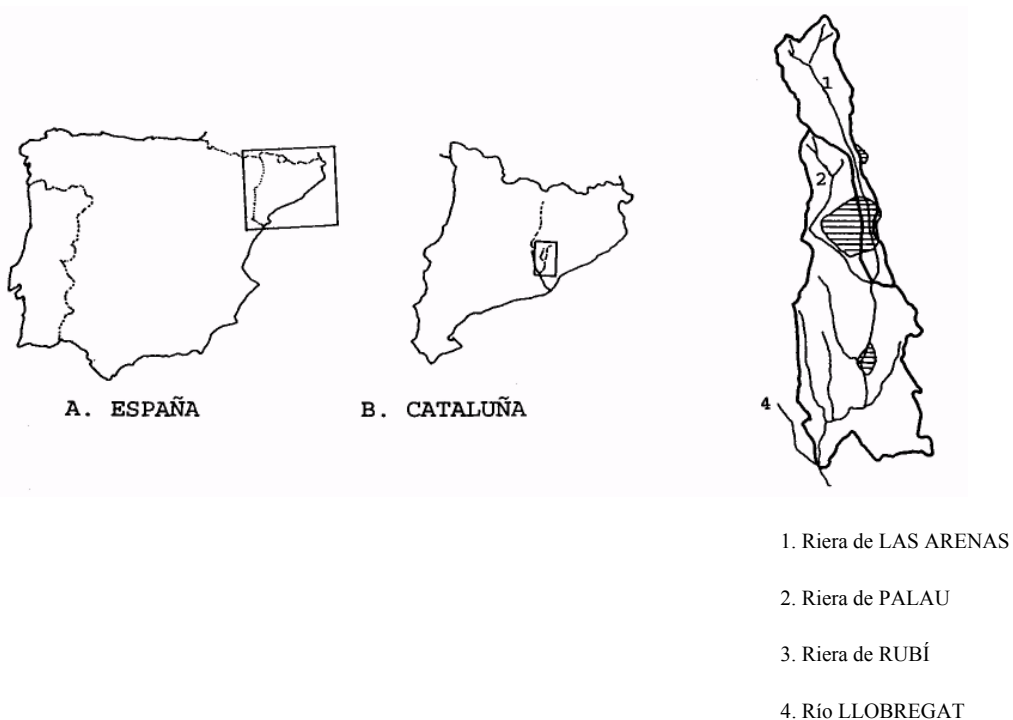 1
2
4
A. ESPAÑA
B. CATALUÑA
1. Riera de LAS ARENAS
2. Riera de PALAU
3. Riera de RUBÍ
4. Río LLOBREGAT